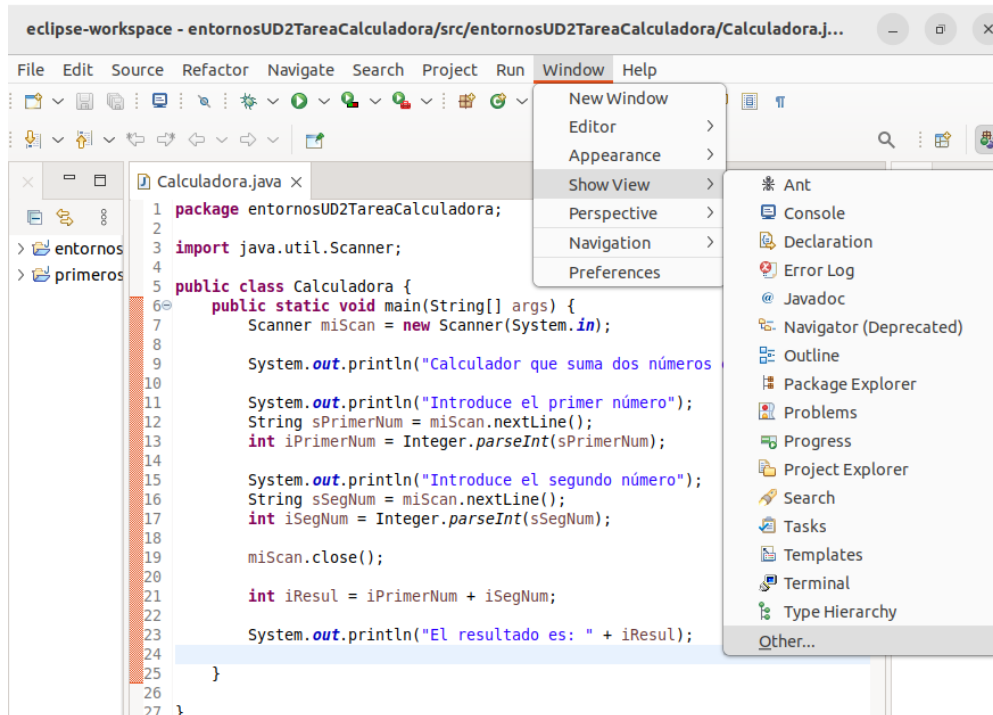 eclipse-workspace - entornosUD2TareaCalculadora/src/entornosUD2TareaCalculadora/Calculadora.j...
File Edit Source Refactor Navigate Search Project Run Window Help
New Window
Editor
Appearance
Show View
Perspective
Navigation
Preferences
Ant
Console
Declaration
Error Log
Javadoc
Navigator (Deprecated)
Outline
Package Explorer
Problems
Progress
Project Explorer
Search
Tasks
Templates
Terminal
Type Hierarchy
Other...
entornos
primeros
Calculadora.java
1 package entornosUD2TareaCalculadora;
2
3 import java.util.Scanner;
4
5 public class Calculadora {
6 public static void main(String[] args) {
7 Scanner miScan = new Scanner(System.in);
8
9 System.out.println("Calculador que suma dos números
10
11 System.out.println("Introduce el primer número");
12 String sPrimerNum = miScan.nextLine();
13 int iPrimerNum = Integer.parseInt(sPrimerNum);
14
15 System.out.println("Introduce el segundo número");
16 String sSegNum = miScan.nextLine();
17 int iSegNum = Integer.parseInt(sSegNum);
18
19 miScan.close();
20
21 int iResul = iPrimerNum + iSegNum;
22
23 System.out.println("El resultado es: " + iResul);
24
25 }
26
27 }